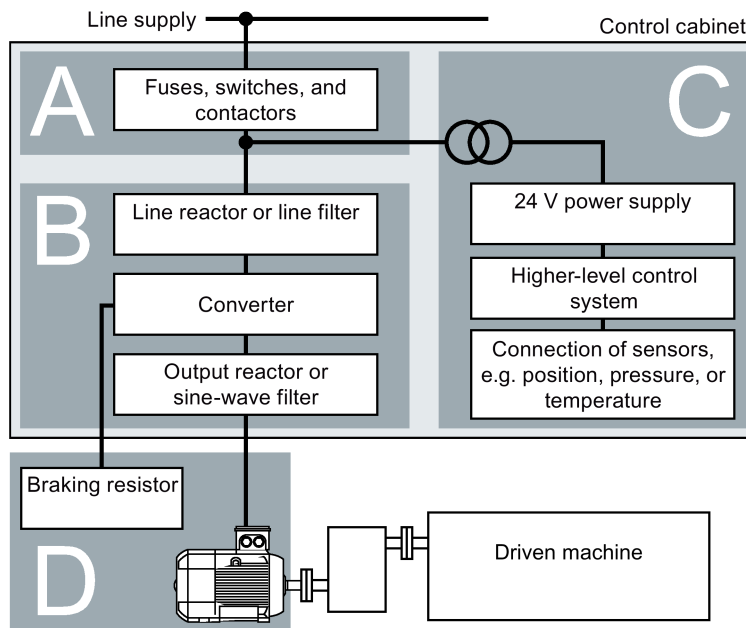 Line supply
Control cabinet
A
Fuses, switches, and
contactors
C
B
Line reactor or line filter
24 V power supply
Converter
Higher-level control
system
Output reactor or
sine-wave filter
Connection of sensors,
e.g. position, pressure, or
temperature
Braking resistor
D
Driven machine